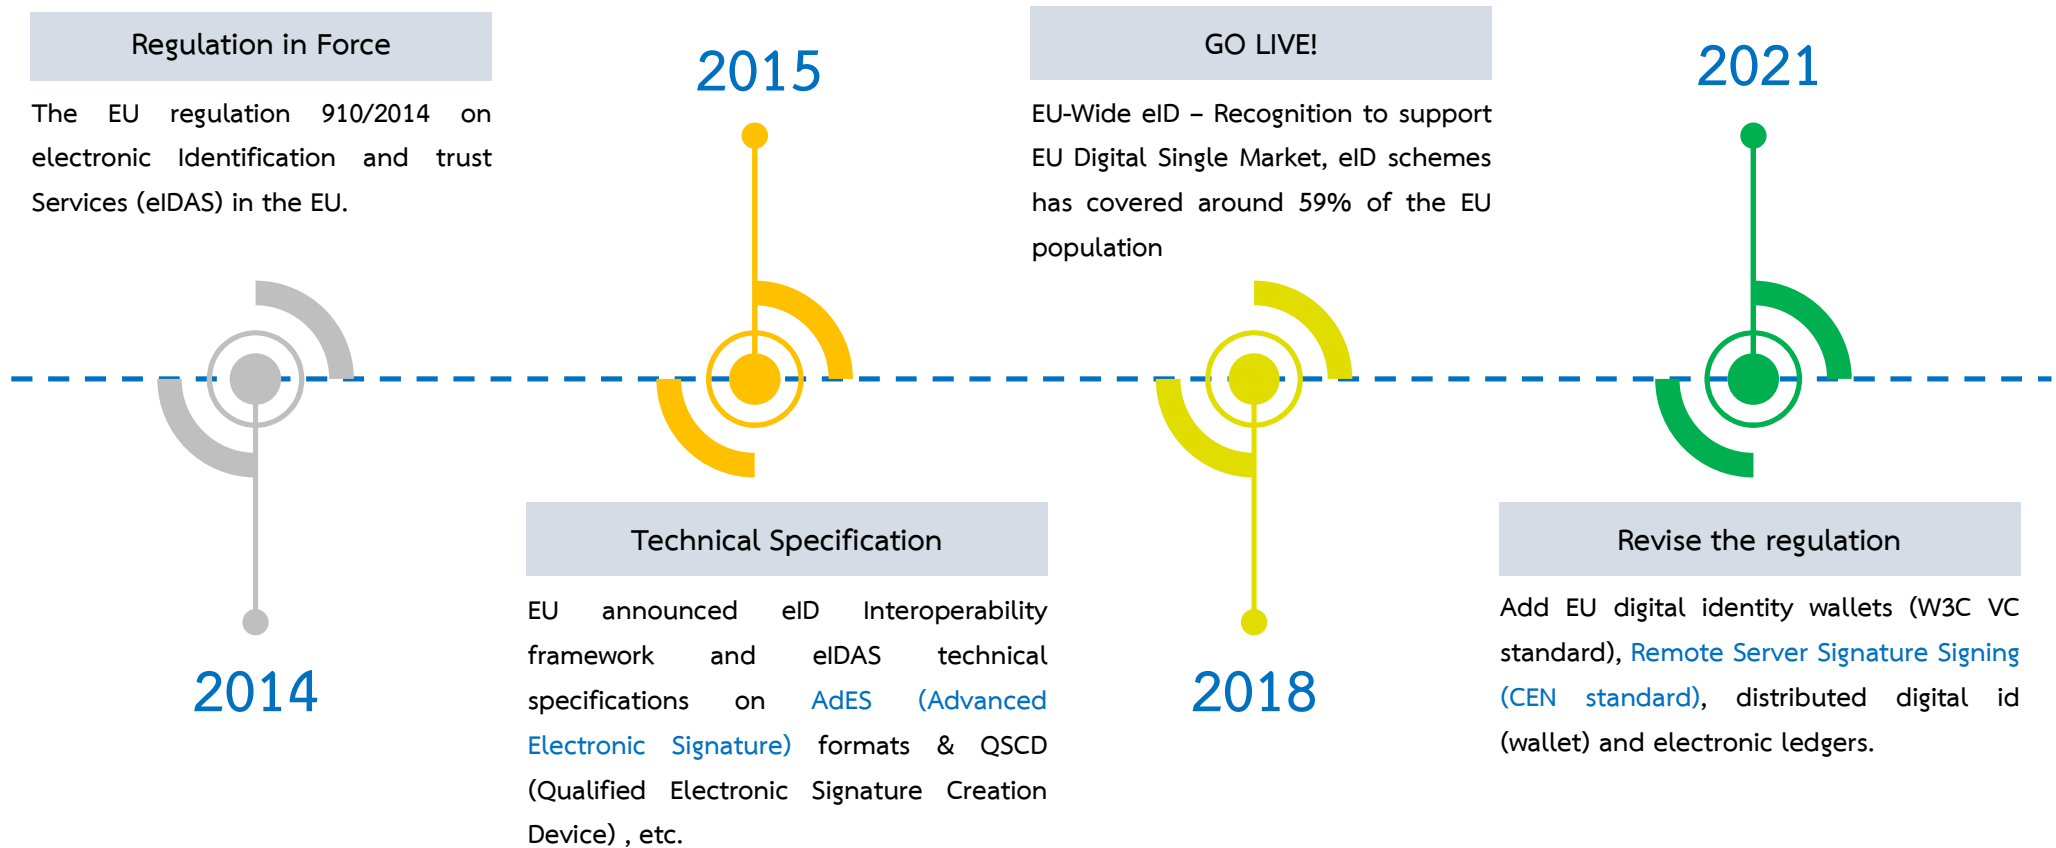 Regulation in Force
The EU regulation 910/2014 on
electronic Identification and trust
Services (eIDAS) in the EU.
2014
2015
Technical Specification
EU announced eID Interoperability
framework and eIDAS technical
specifications on AdES (Advanced
Electronic Signature) formats & QSCD
(Qualified Electronic Signature Creation
Device) , etc.
GO LIVE!
EU-Wide eID – Recognition to support
EU Digital Single Market, eID schemes
has covered around 59% of the EU
population
2018
2021
Revise the regulation
Add EU digital identity wallets (W3C VC
standard), Remote Server Signature Signing
(CEN standard), distributed digital id
(wallet) and electronic ledgers.